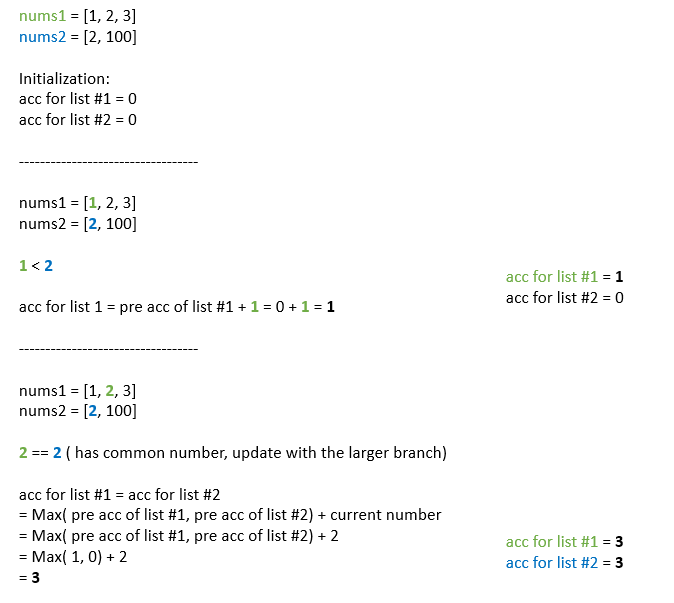 nums1 = [1, 2, 3]
nums2 = [2, 100]
Initialization:
acc for list #1 = 0
acc for list #2 = 0
----------------------------------
nums1 = [1, 2, 3]
nums2 = [2, 100]
1 < 2
acc for list 1 = pre acc of list #1 + 1 = 0 + 1 = 1
acc for list #1 = 1
acc for list #2 = 0
----------------------------------
nums1 = [1, 2, 3]
nums2 = [2, 100]
2 == 2 ( has common number, update with the larger branch)
acc for list #1 = acc for list #2
= Max( pre acc of list #1, pre acc of list #2) + current number
= Max( pre acc of list #1, pre acc of list #2) + 2
= Max( 1, 0) + 2
= 3
acc for list #1 = 3
acc for list #2 = 3